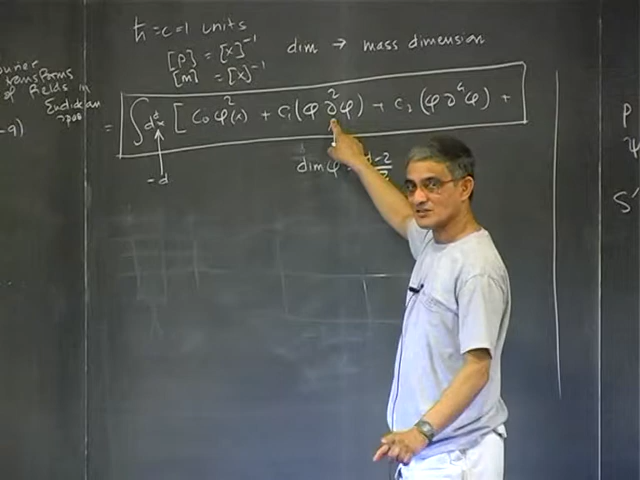 ħ=c=1 units
[p] = [x]⁻¹ dim → mass dimension
[m] = [x]⁻¹
transforms
of fields in
Euclidean
space
-q)
= ∫dᵈx [ C₀φ²(x) + C₁(φ∂²φ) + C₂(φ∂⁴φ) +
-d
dim φ = d-2/2
P
ψ
S'